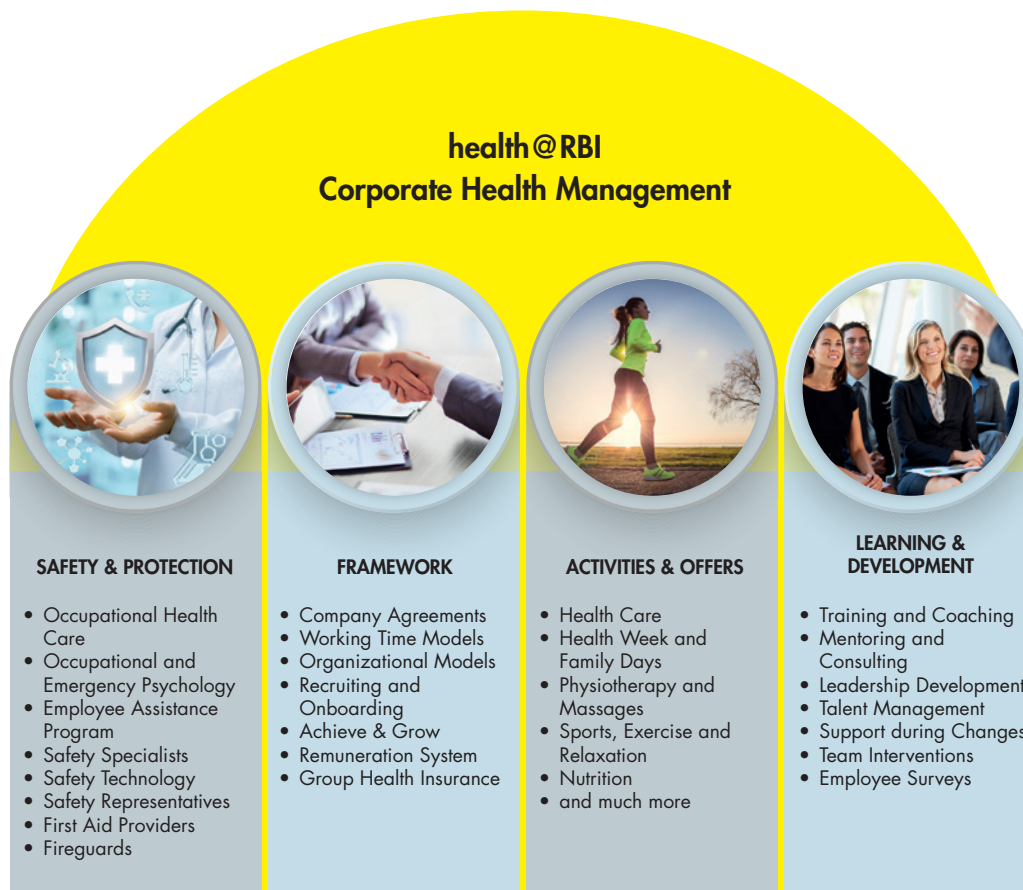 health@RBI
Corporate Health Management
SAFETY & PROTECTION
• Occupational Health
Care
• Occupational and
Emergency Psychology
• Employee Assistance
Program
• Safety Specialists
• Safety Technology
• Safety Representatives
• First Aid Providers
• Fireguards
FRAMEWORK
• Company Agreements
• Working Time Models
• Organizational Models
• Recruiting and
Onboarding
• Achieve & Grow
• Remuneration System
• Group Health Insurance
ACTIVITIES & OFFERS
• Health Care
• Health Week and
Family Days
• Physiotherapy and
Massages
• Sports, Exercise and
Relaxation
• Nutrition
• and much more
LEARNING &
DEVELOPMENT
• Training and Coaching
• Mentoring and
Consulting
• Leadership Development
• Talent Management
• Support during Changes
• Team Interventions
• Employee Surveys